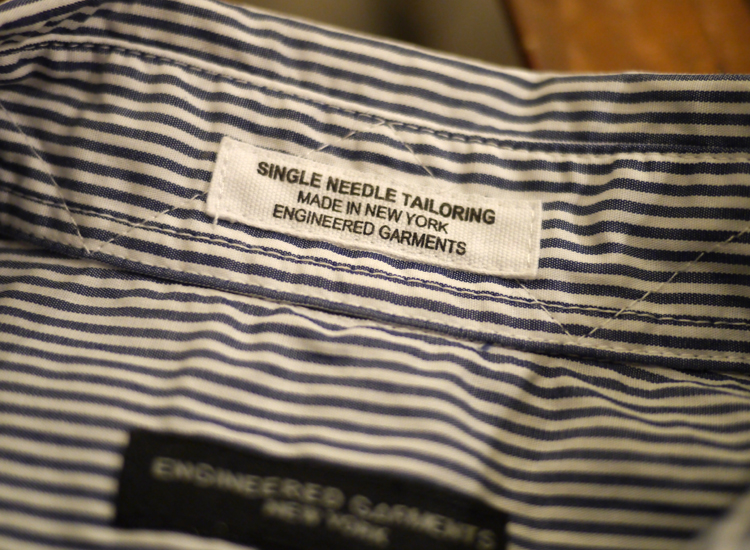 SINGLE NEEDLE TAILORING
MADE IN NEW YORK
ENGINEERED GARMENTS
ENGINEERED GARMENTS
NEW YORK